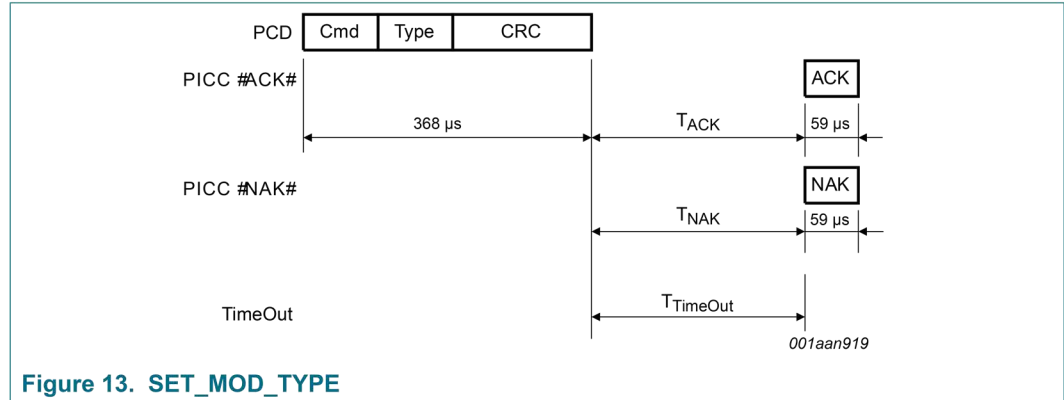 PCD Cmd Type CRC
PICC #ACK# ACK
368 µs TACK 59 µs
PICC #NAK# NAK
TNAK 59 µs
TimeOut TTimeOut
001aan919
Figure 13. SET_MOD_TYPE